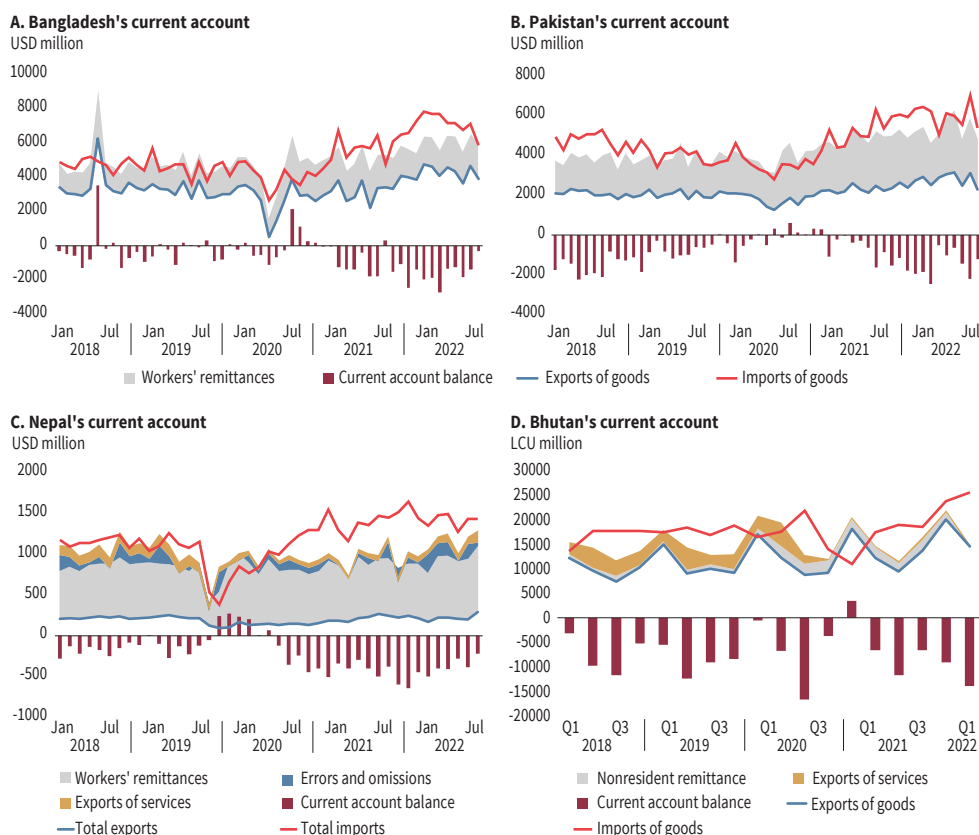 A. Bangladesh's current account
USD million
10000
8000
6000
4000
2000
0
-2000
-4000
Jan Jul Jan Jul Jan Jul Jan Jul Jan Jul
2018 2019 2020 2021 2022
B. Pakistan's current account
USD million
8000
6000
4000
2000
0
-2000
-4000
Jan Jul Jan Jul Jan Jul Jan Jul Jan Jul
2018 2019 2020 2021 2022
Workers' remittances Current account balance Exports of goods Imports of goods
C. Nepal's current account
USD million
2000
1500
1000
500
0
-500
-1000
Jan Jul Jan Jul Jan Jul Jan Jul Jan Jul
2018 2019 2020 2021 2022
Workers' remittances Errors and omissions
Exports of services Current account balance
Total exports Total imports
D. Bhutan's current account
LCU million
30000
25000
20000
15000
10000
5000
0
-5000
-10000
-15000
-20000
Q1 Q3 Q1 Q3 Q1 Q3 Q1 Q3 Q1
2018 2019 2020 2021 2022
Nonresident remittance Exports of services
Current account balance Exports of goods
Imports of goods